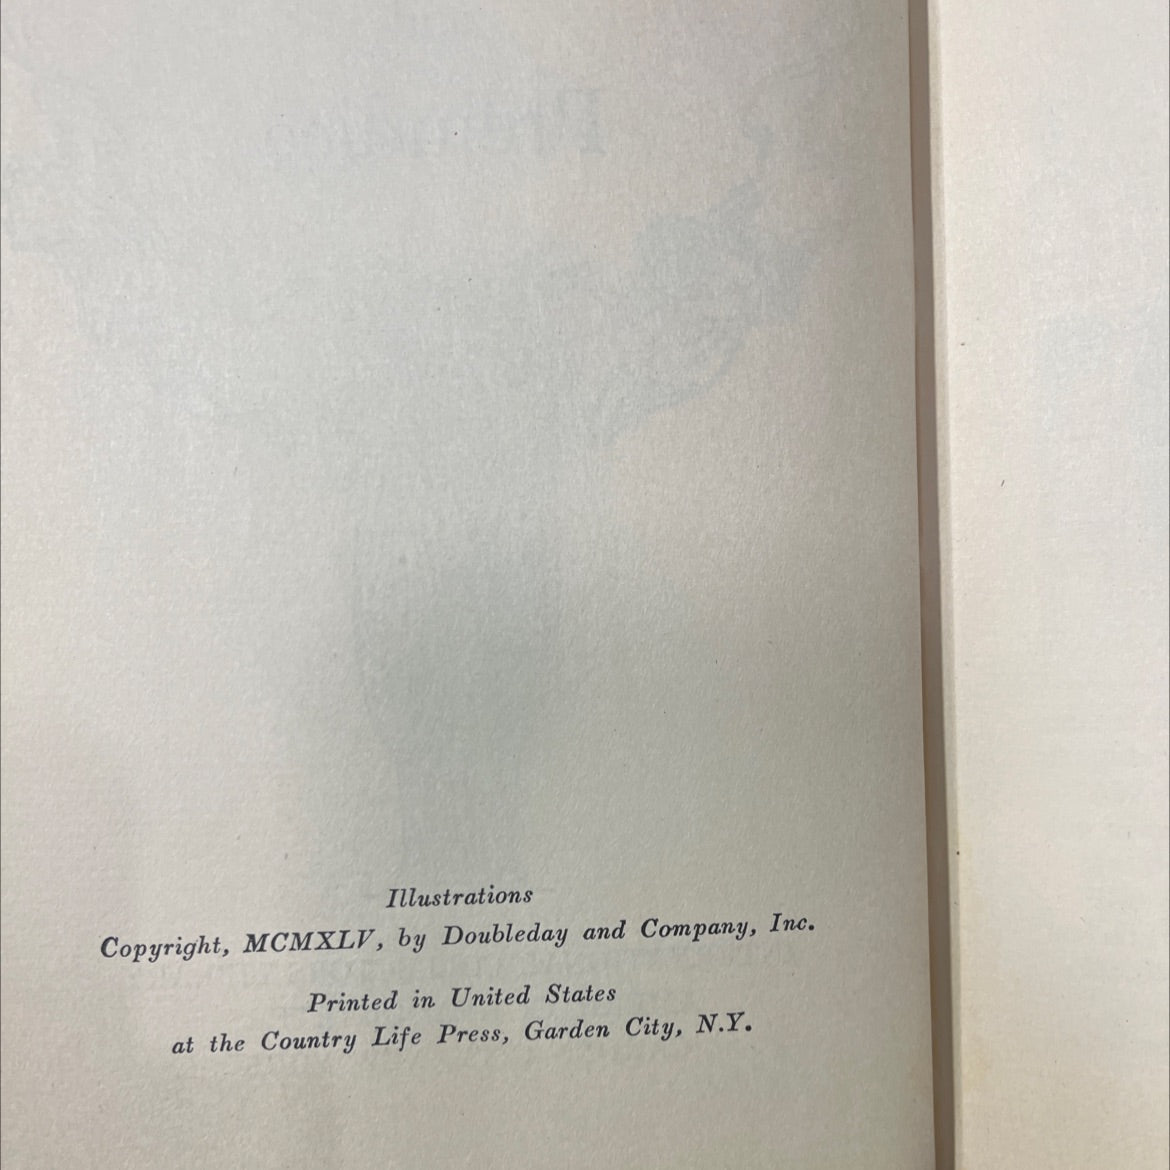 Illustrations
Copyright, MCMXLV, by Doubleday and Company, Inc.
Printed in United States
at the Country Life Press, Garden City, N.Y.